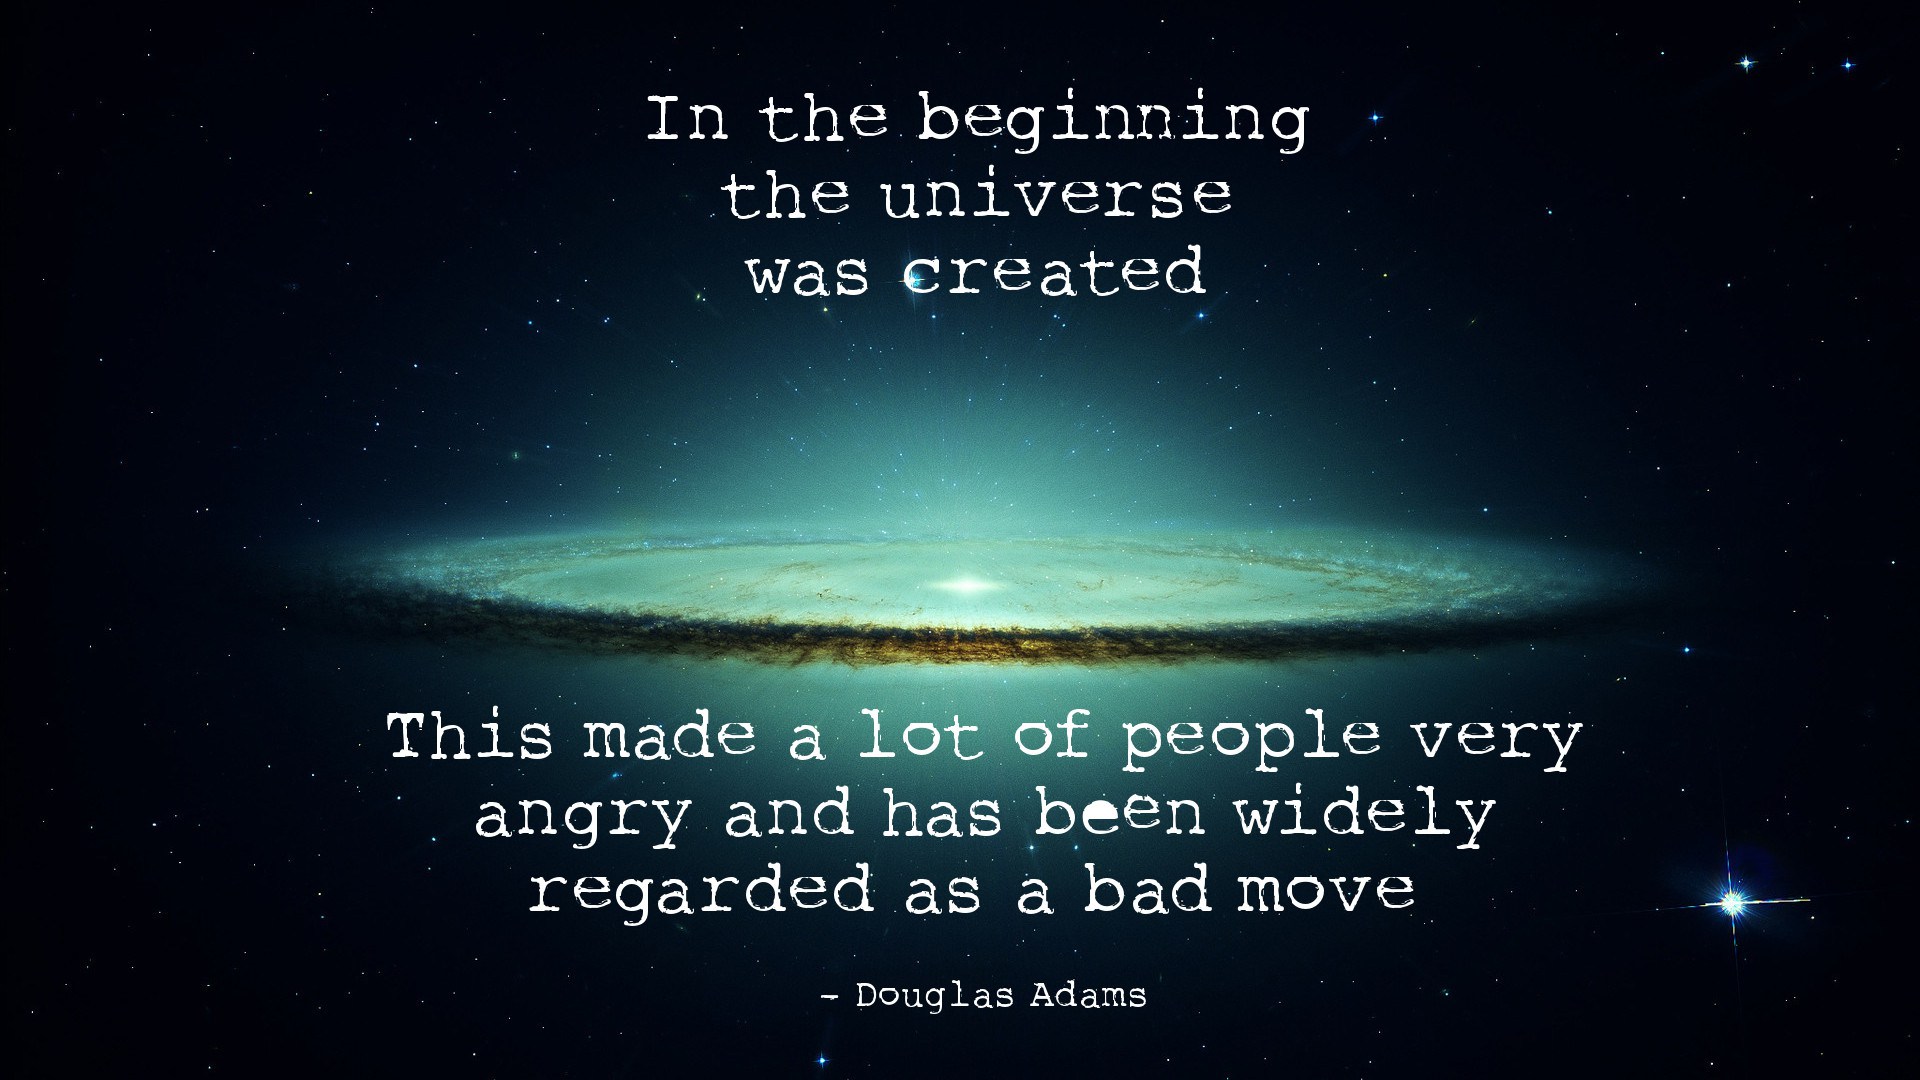 In the beginning
the universe
was created
This made a lot of people very
angry and has been widely
regarded as a bad move
- Douglas Adams